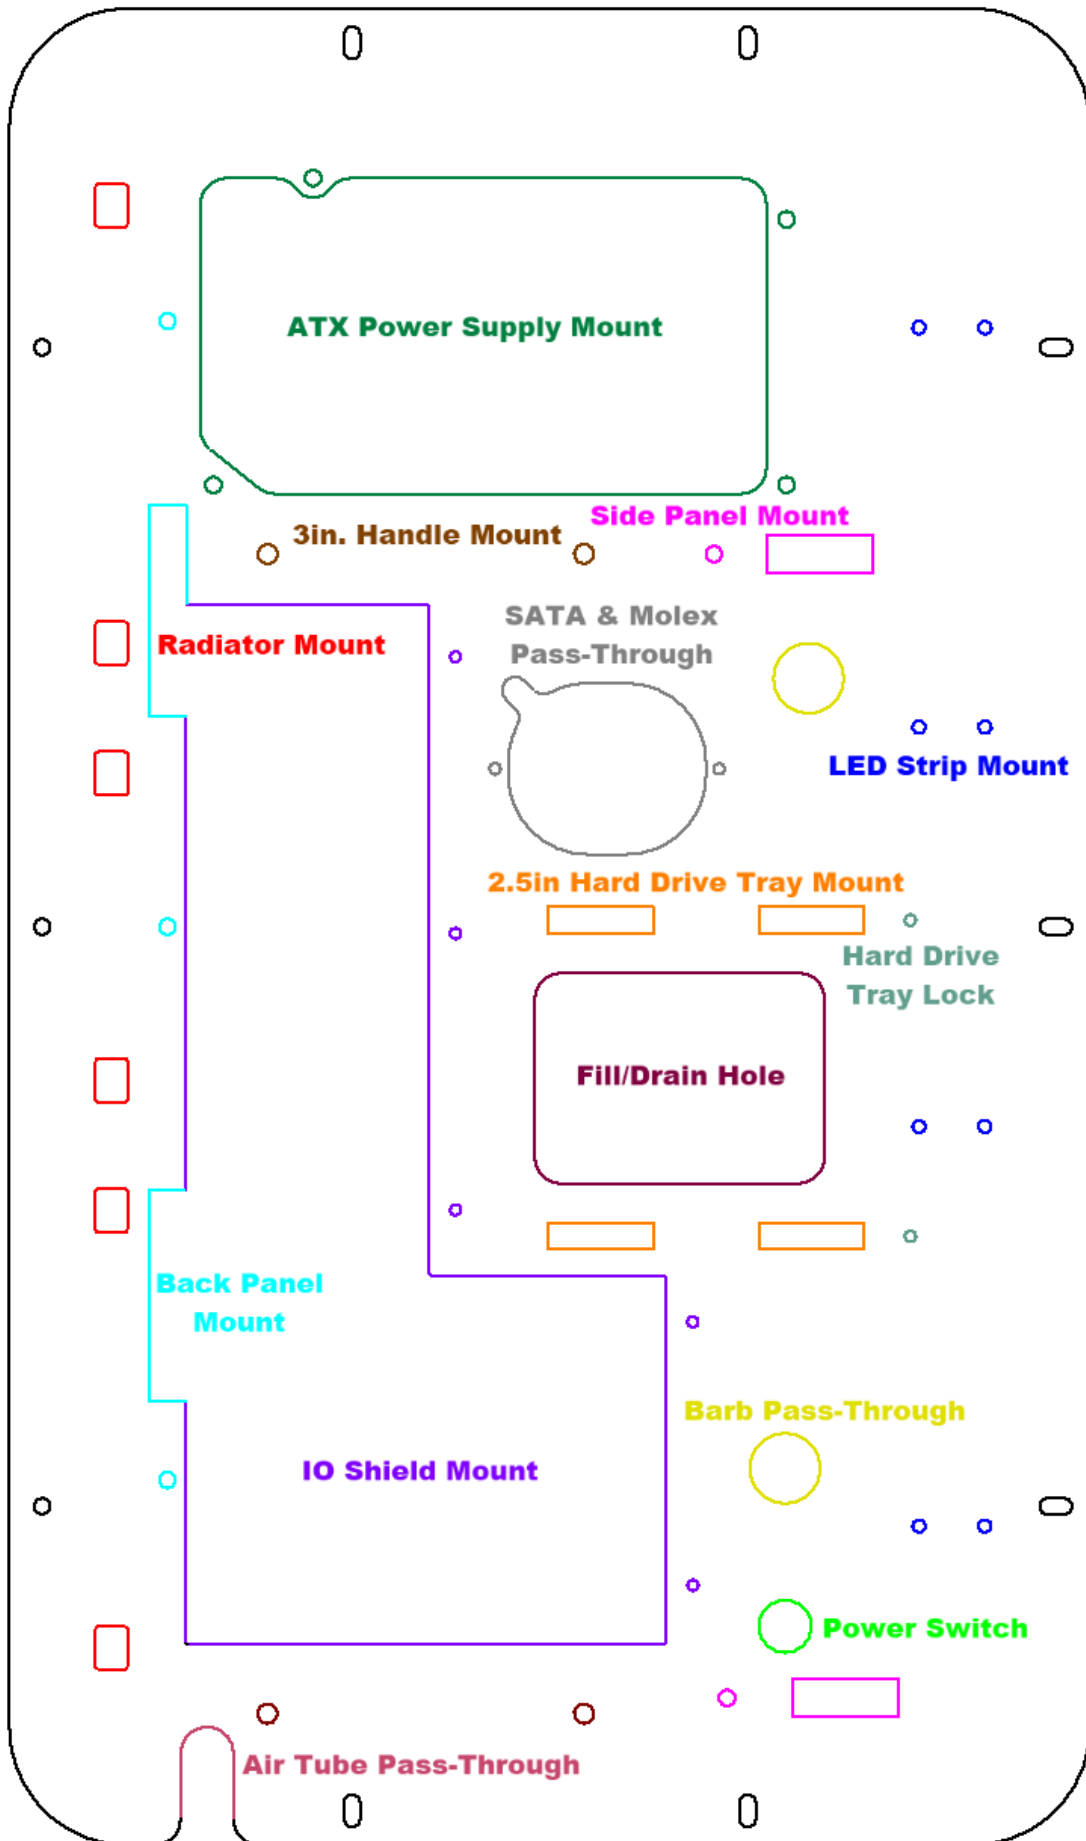 ATX Power Supply Mount
Side Panel Mount
3in. Handle Mount
SATA & Molex
Pass-Through
Radiator Mount
LED Strip Mount
2.5in Hard Drive Tray Mount
Hard Drive
Tray Lock
Fill/Drain Hole
Back Panel
Mount
Barb Pass-Through
IO Shield Mount
Power Switch
Air Tube Pass-Through